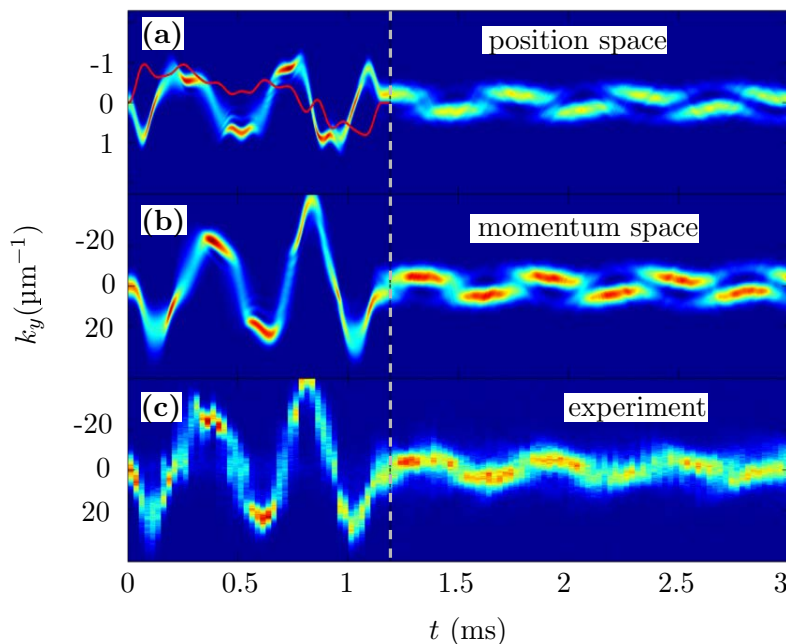 (a)
position space
-1
0
1
(b)
momentum space
-20
0
20
(c)
experiment
-20
0
20
k_y(µm⁻¹)
0 0.5 1 1.5 2 2.5 3
t (ms)